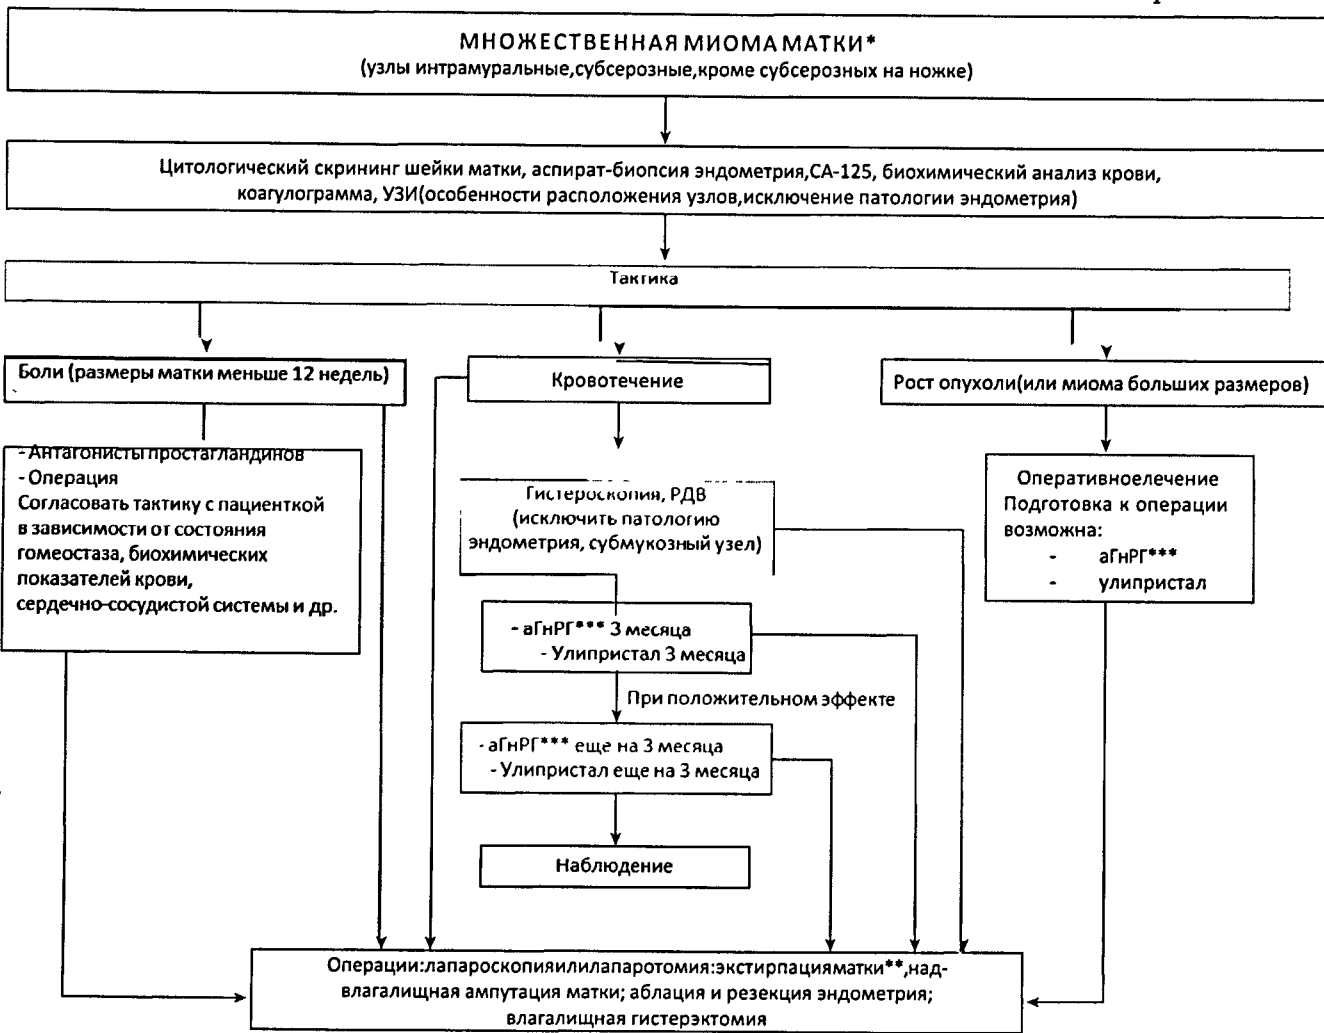 МНОЖЕСТВЕННАЯ МИОМА МАТКИ*
(узлы интрамуральные,субсерозные,кроме субсерозных на ножке)
Цитологический скрининг шейки матки, аспират-биопсия эндометрия,СА-125, биохимический анализ крови,
коагулограмма, УЗИ(особенности расположения узлов,исключение патологии эндометрия)
Тактика
Боли (размеры матки меньше 12 недель)
Кровотечение
Рост опухоли(или миома больших размеров)
- Антагонисты простагландинов
- Операция
Согласовать тактику с пациенткой
в зависимости от состояния
гомеостаза, биохимических
показателей крови,
сердечно-сосудистой системы и др.
Гистероскопия, РДВ
(исключить патологию
эндометрия, субмукозный узел)
Оперативноелечение
Подготовка к операции
возможна:
- аГнРГ***
- улипристал
- аГнРГ*** 3 месяца
- Улипристал 3 месяца
При положительном эффекте
- аГнРГ*** еще на 3 месяца
- Улипристал еще на 3 месяца
Наблюдение
Операции:лапароскопияилилапаротомия:экстирпацияматки**,над-
влагалищная ампутация матки; аблация и резекция эндометрия;
влагалищная гистерэктомия